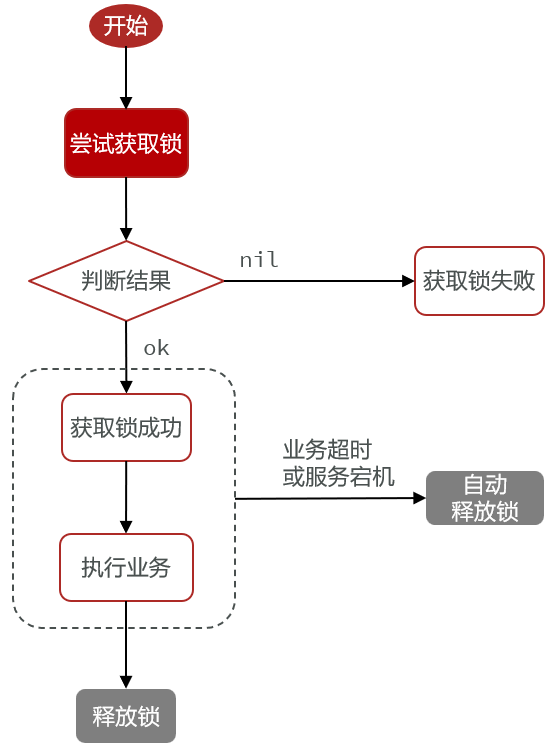 开始
尝试获取锁
判断结果
nil
获取锁失败
ok
获取锁成功
业务超时
或服务宕机
自动
释放锁
执行业务
释放锁